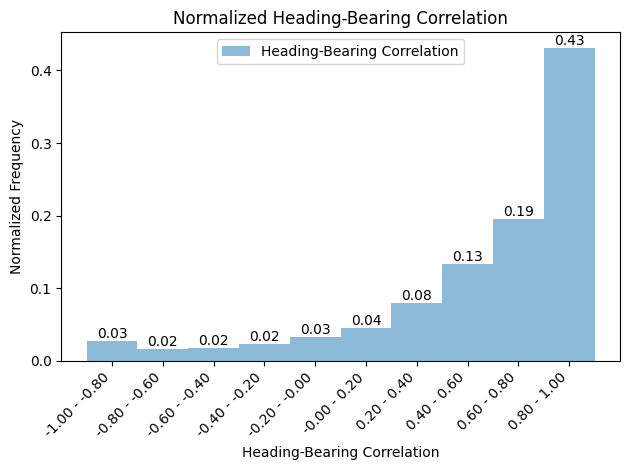 Normalized Heading-Bearing Correlation
Heading-Bearing Correlation
Normalized Frequency
0.4
0.3
0.2
0.1
0.0
0.03
0.02
0.02
0.02
0.03
0.04
0.08
0.13
0.19
0.43
-1.00 - -0.80
-0.80 - -0.60
-0.60 - -0.40
-0.40 - -0.20
-0.20 - -0.00
-0.00 - 0.20
0.20 - 0.40
0.40 - 0.60
0.60 - 0.80
0.80 - 1.00
Heading-Bearing Correlation